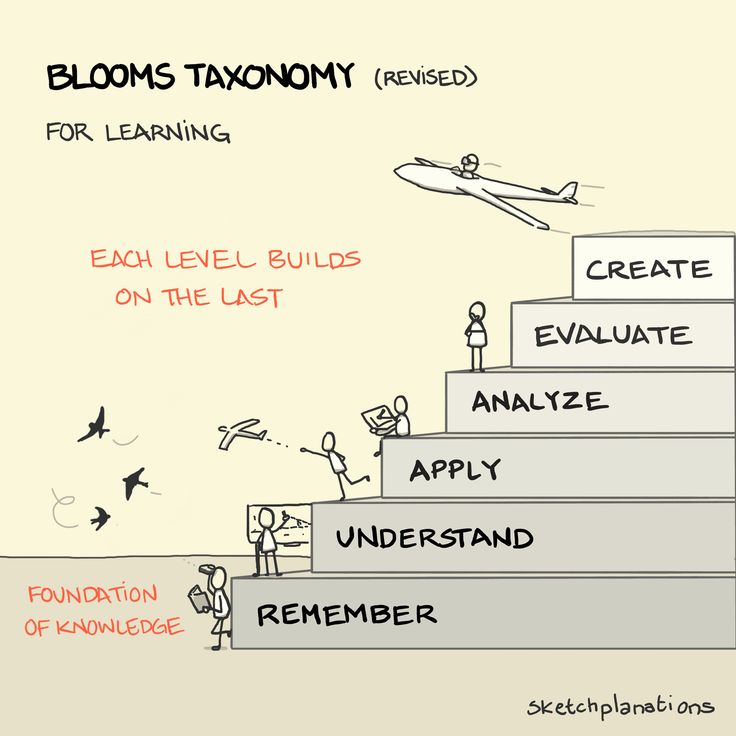 BLOOMS TAXONOMY (REVISED)
FOR LEARNING
EACH LEVEL BUILDS
ON THE LAST
CREATE
EVALUATE
ANALYZE
APPLY
UNDERSTAND
REMEMBER
FOUNDATION
OF KNOWLEDGE
sketchplanations